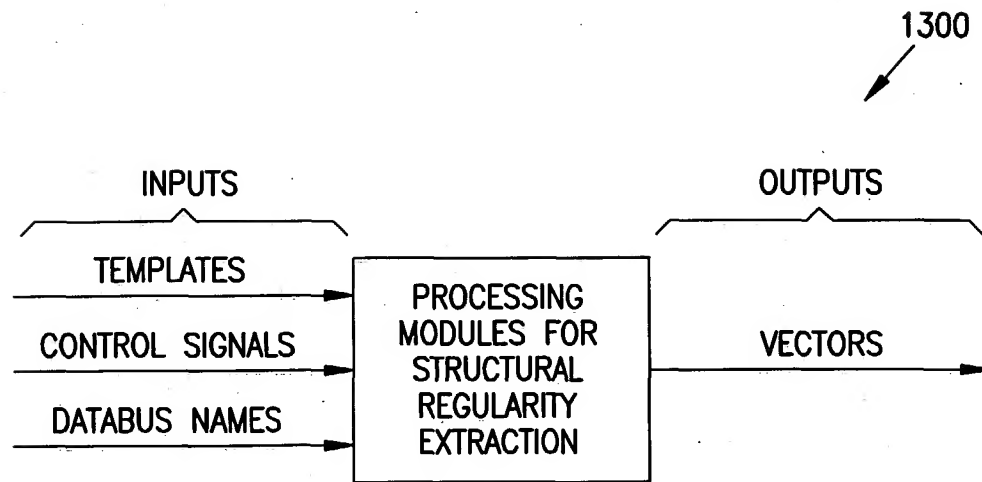 1300
INPUTS
OUTPUTS
TEMPLATES
CONTROL SIGNALS
DATABUS NAMES
PROCESSING
MODULES FOR
STRUCTURAL
REGULARITY
EXTRACTION
VECTORS